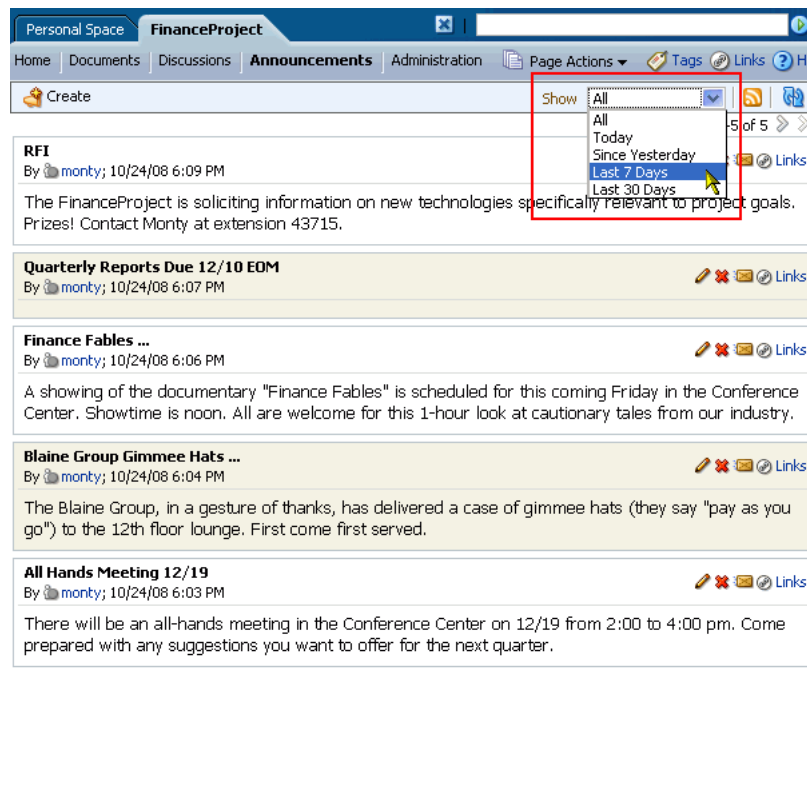 Personal Space FinanceProject
Home Documents Discussions Announcements Administration Page Actions Tags Links H
Create Show All
All
Today
Since Yesterday
Last 7 Days
Last 30 Days
-5 of 5
RFI
By monty; 10/24/08 6:09 PM
Links
The FinanceProject is soliciting information on new technologies specifically relevant to project goals.
Prizes! Contact Monty at extension 43715.
Quarterly Reports Due 12/10 EOM
By monty; 10/24/08 6:07 PM
Links
Finance Fables ...
By monty; 10/24/08 6:06 PM
Links
A showing of the documentary "Finance Fables" is scheduled for this coming Friday in the Conference
Center. Showtime is noon. All are welcome for this 1-hour look at cautionary tales from our industry.
Blaine Group Gimmee Hats ...
By monty; 10/24/08 6:04 PM
Links
The Blaine Group, in a gesture of thanks, has delivered a case of gimmee hats (they say "pay as you
go") to the 12th floor lounge. First come first served.
All Hands Meeting 12/19
By monty; 10/24/08 6:03 PM
Links
There will be an all-hands meeting in the Conference Center on 12/19 from 2:00 to 4:00 pm. Come
prepared with any suggestions you want to offer for the next quarter.